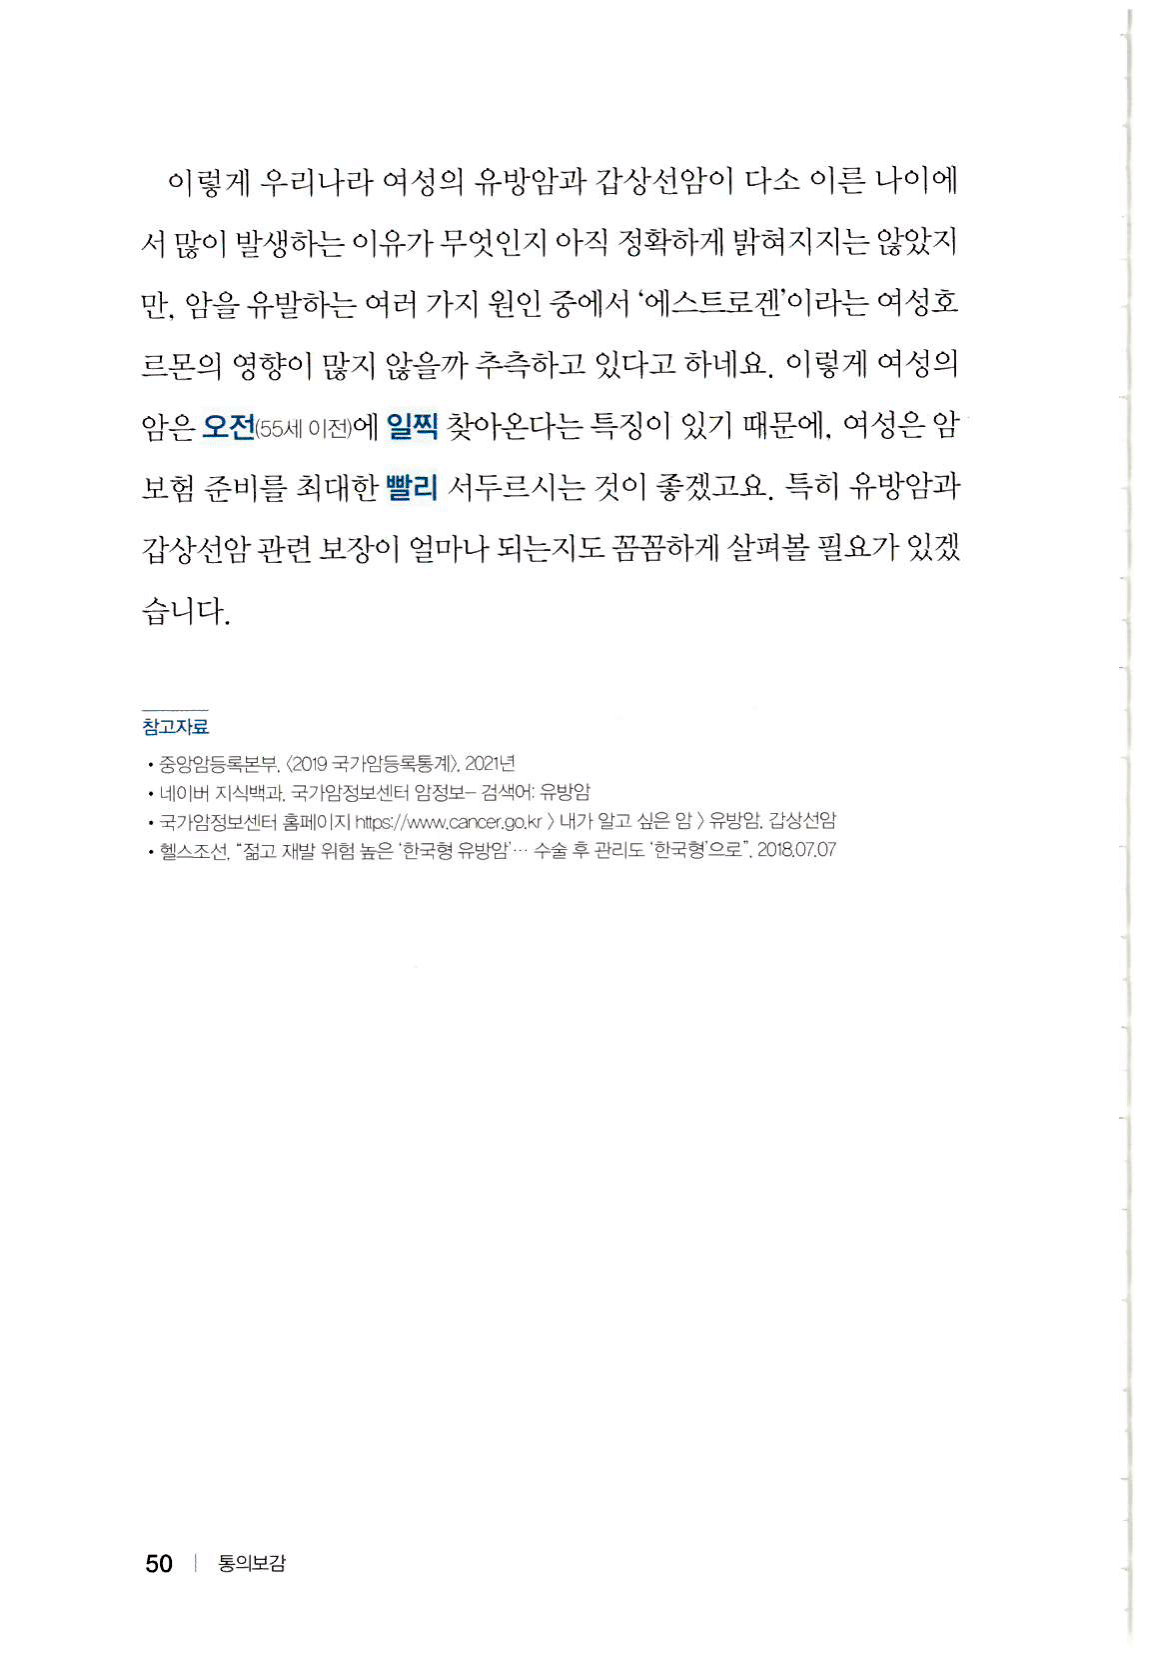 이렇게 우리나라 여성의 유방암과 갑상선암이 다소 이른 나이에
서 많이 발생하는 이유가 무엇인지 아직 정확하게 밝혀지지는 않았지
만, 암을 유발하는 여러 가지 원인 중에서 ‘에스트로겐’이라는 여성호
르몬의 영향이 많지 않을까 추측하고 있다고 하네요. 이렇게 여성의
암은 오전(55세 이전)에 일찍 찾아온다는 특징이 있기 때문에, 여성은 암
보험 준비를 최대한 빨리 서두르시는 것이 좋겠고요. 특히 유방암과
갑상선암 관련 보장이 얼마나 되는지도 꼼꼼하게 살펴볼 필요가 있겠
습니다.
참고자료
• 중앙암등록본부, 〈2019 국가암등록통계〉, 2021년
• 네이버 지식백과, 국가암정보센터 암정보- 검색어: 유방암
• 국가암정보센터 홈페이지 https://www.cancer.go.kr 〉 내가 알고 싶은 암 〉 유방암, 갑상선암
• 헬스조선, “젊고 재발 위험 높은 ‘한국형 유방암’… 수술 후 관리도 ‘한국형’으로”, 2018.07.07
50 | 통의보감